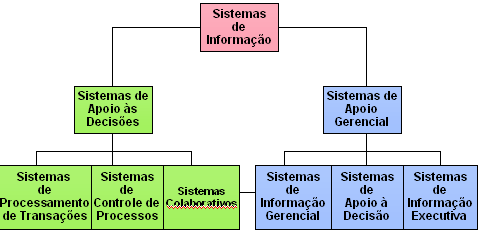 Sistemas
de
Informação
Sistemas de
Apoio às
Decisões
Sistemas de
Apoio
Gerencial
Sistemas
de
Processamento
de Transações
Sistemas
de
Controle de
Processos
Sistemas
Colaborativos
Sistemas
de
Informação
Gerencial
Sistemas
de
Apoio à
Decisão
Sistemas
de
Informação
Executiva